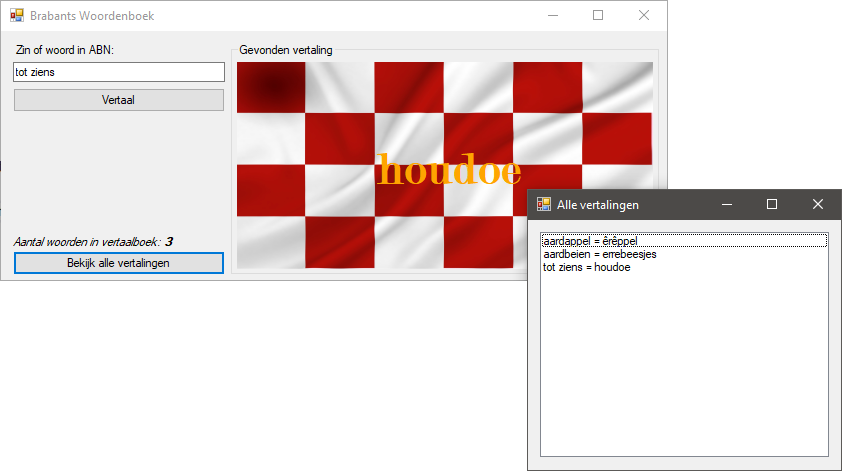 Brabants Woordenboek
Zin of woord in ABN:
tot ziens
Vertaal
Aantal woorden in vertaalboek: 3
Bekijk alle vertalingen
Gevonden vertaling
houdoe
Alle vertalingen
aardappel = êrêppel
aardbeien = errebeesjes
tot ziens = houdoe